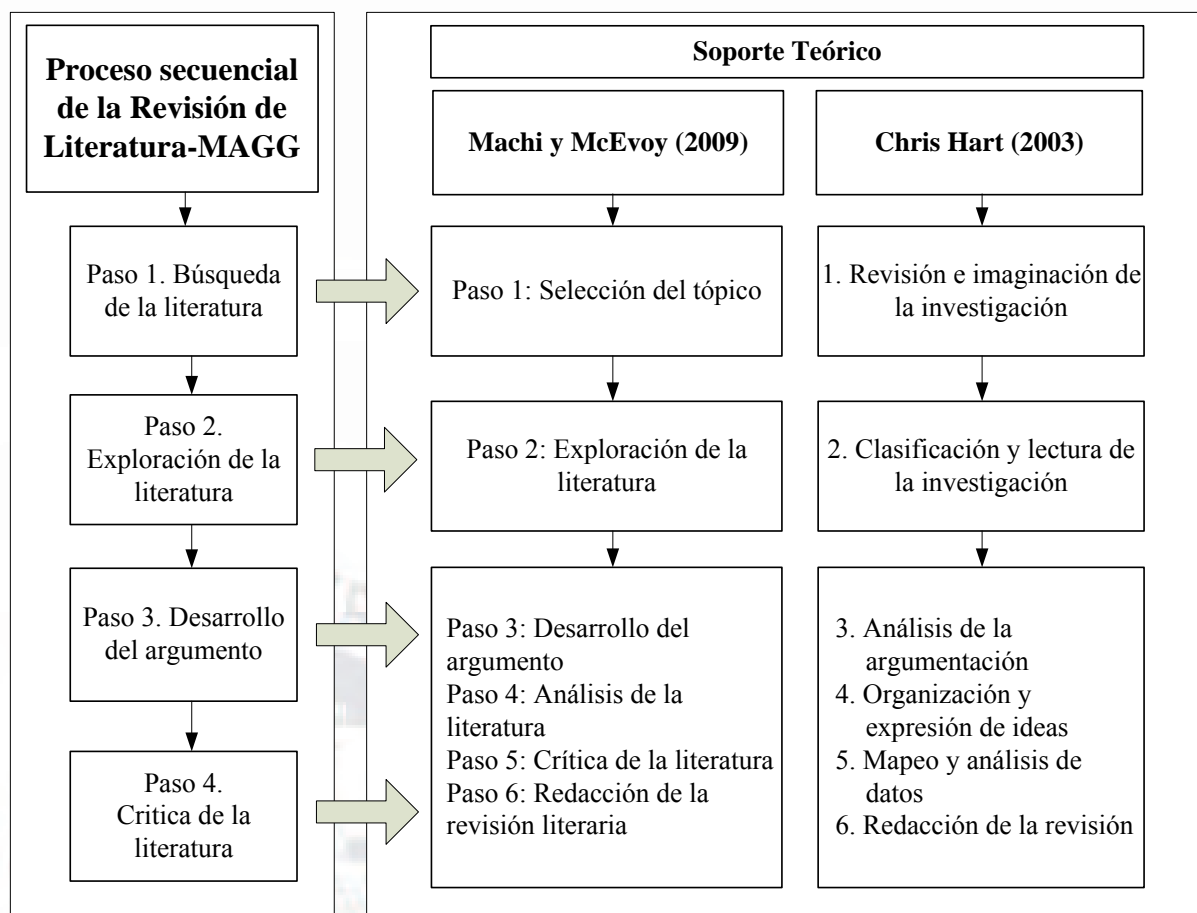 Proceso secuencial
de la Revisión de
Literatura-MAGG
Paso 1. Búsqueda
de la literatura
Paso 2.
Exploración de la
literatura
Paso 3. Desarrollo
del argumento
Paso 4.
Critica de la
literatura
Soporte Teórico
Machi y McEvoy (2009)
Paso 1: Selección del tópico
Paso 2: Exploración de la
literatura
Paso 3: Desarrollo del
argumento
Paso 4: Análisis de la
literatura
Paso 5: Crítica de la literatura
Paso 6: Redacción de la
revisión literaria
Chris Hart (2003)
1. Revisión e imaginación de
la investigación
2. Clasificación y lectura de
la investigación
3. Análisis de la
argumentación
4. Organización y
expresión de ideas
5. Mapeo y análisis de
datos
6. Redacción de la revisión